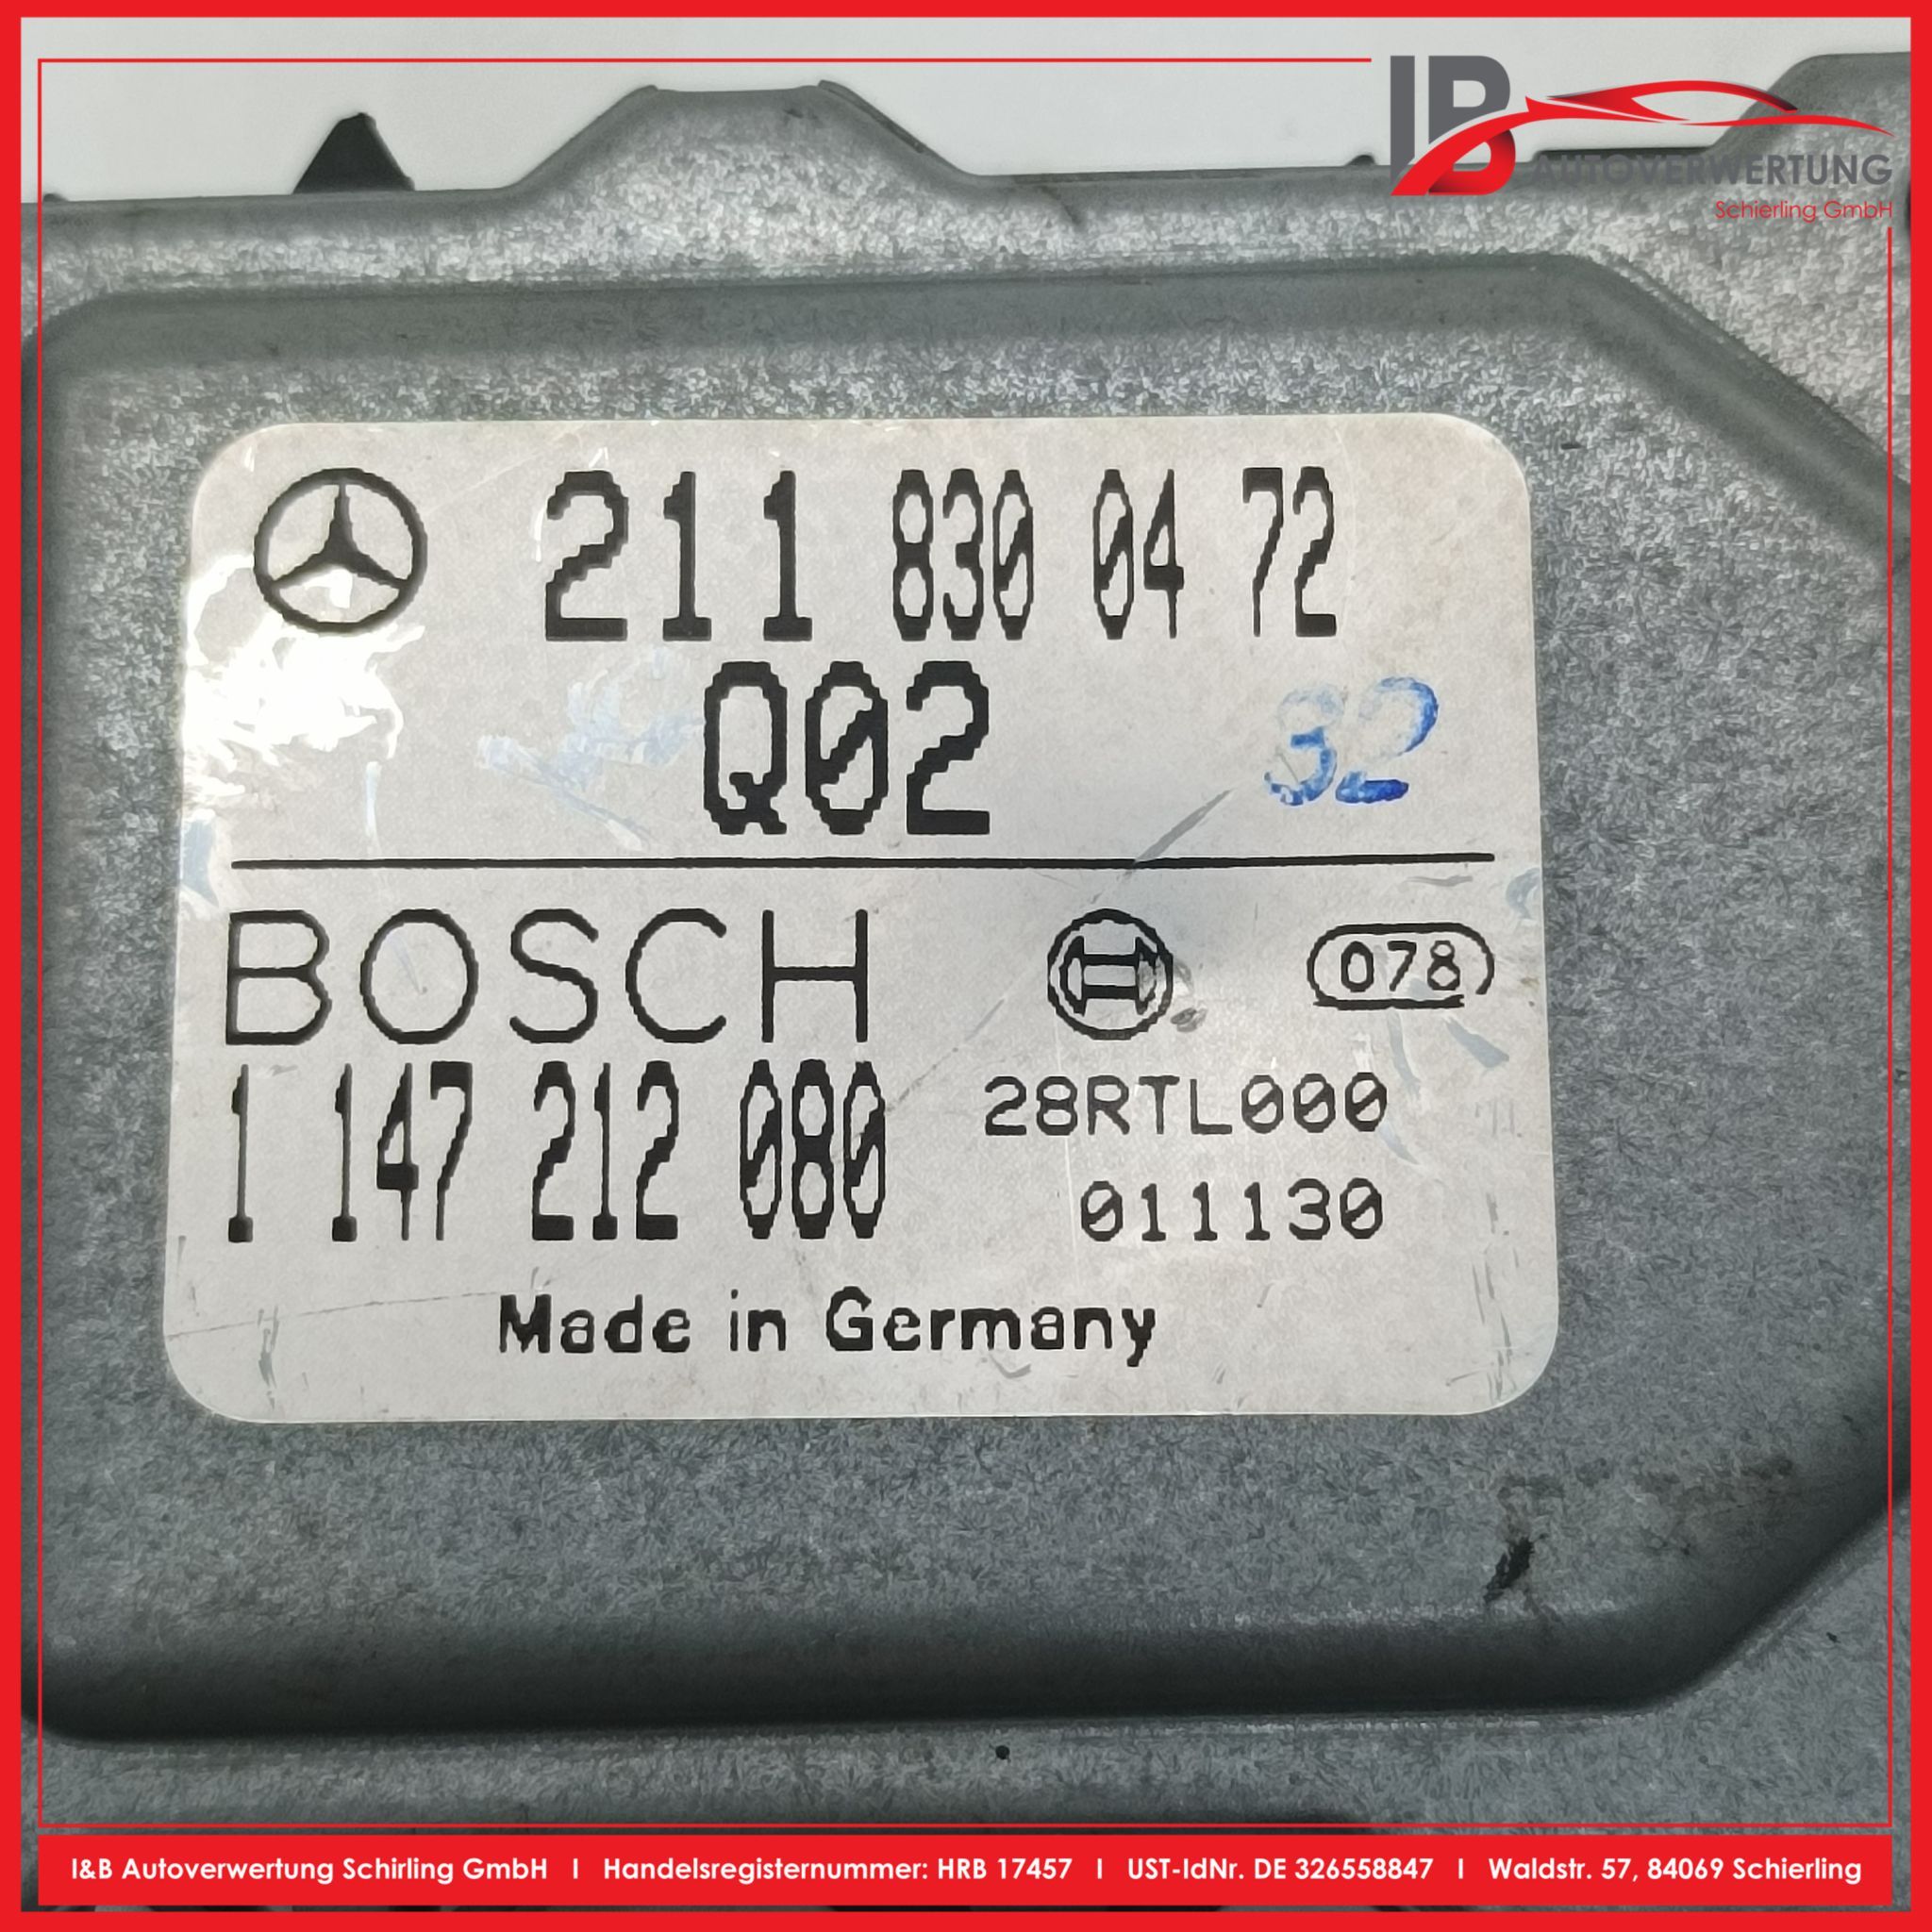 IB
AUTOVERWERTUNG
Schierling GmbH
211 830 04 72
Q02
32
BOSCH
078
1 147 212 080
28RTL000
011130
Made in Germany
I&B Autoverwertung Schirling GmbH I Handelsregisternummer: HRB 17457 I UST-IdNr. DE 326558847 I Waldstr. 57, 84069 Schierling